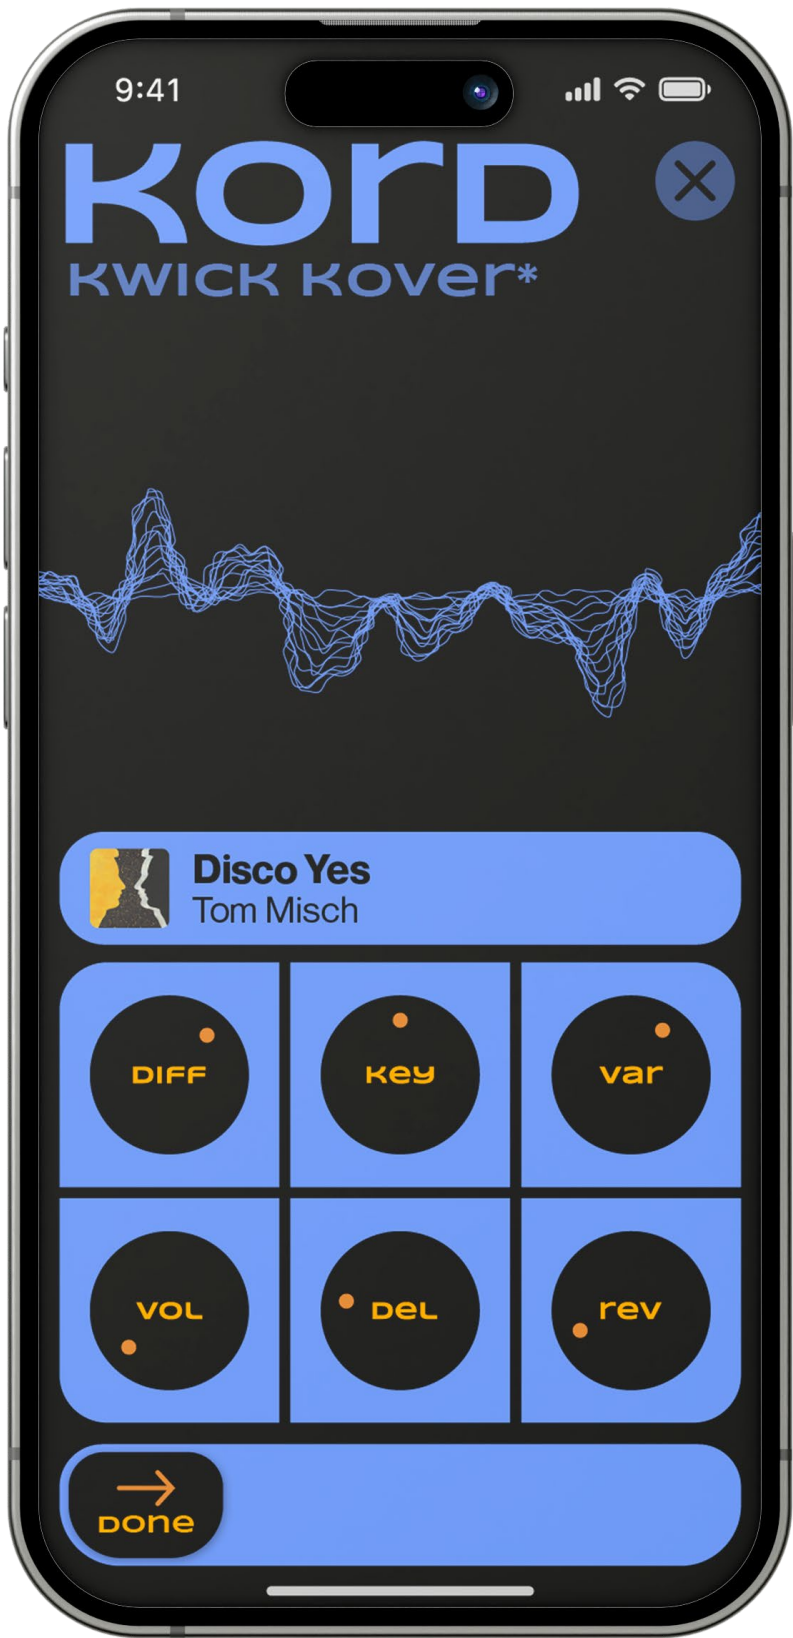 9:41
KorD
KWICK Kover*
Disco Yes
Tom Misch
DIFF
Key
var
VOL
DeL
rev
Done